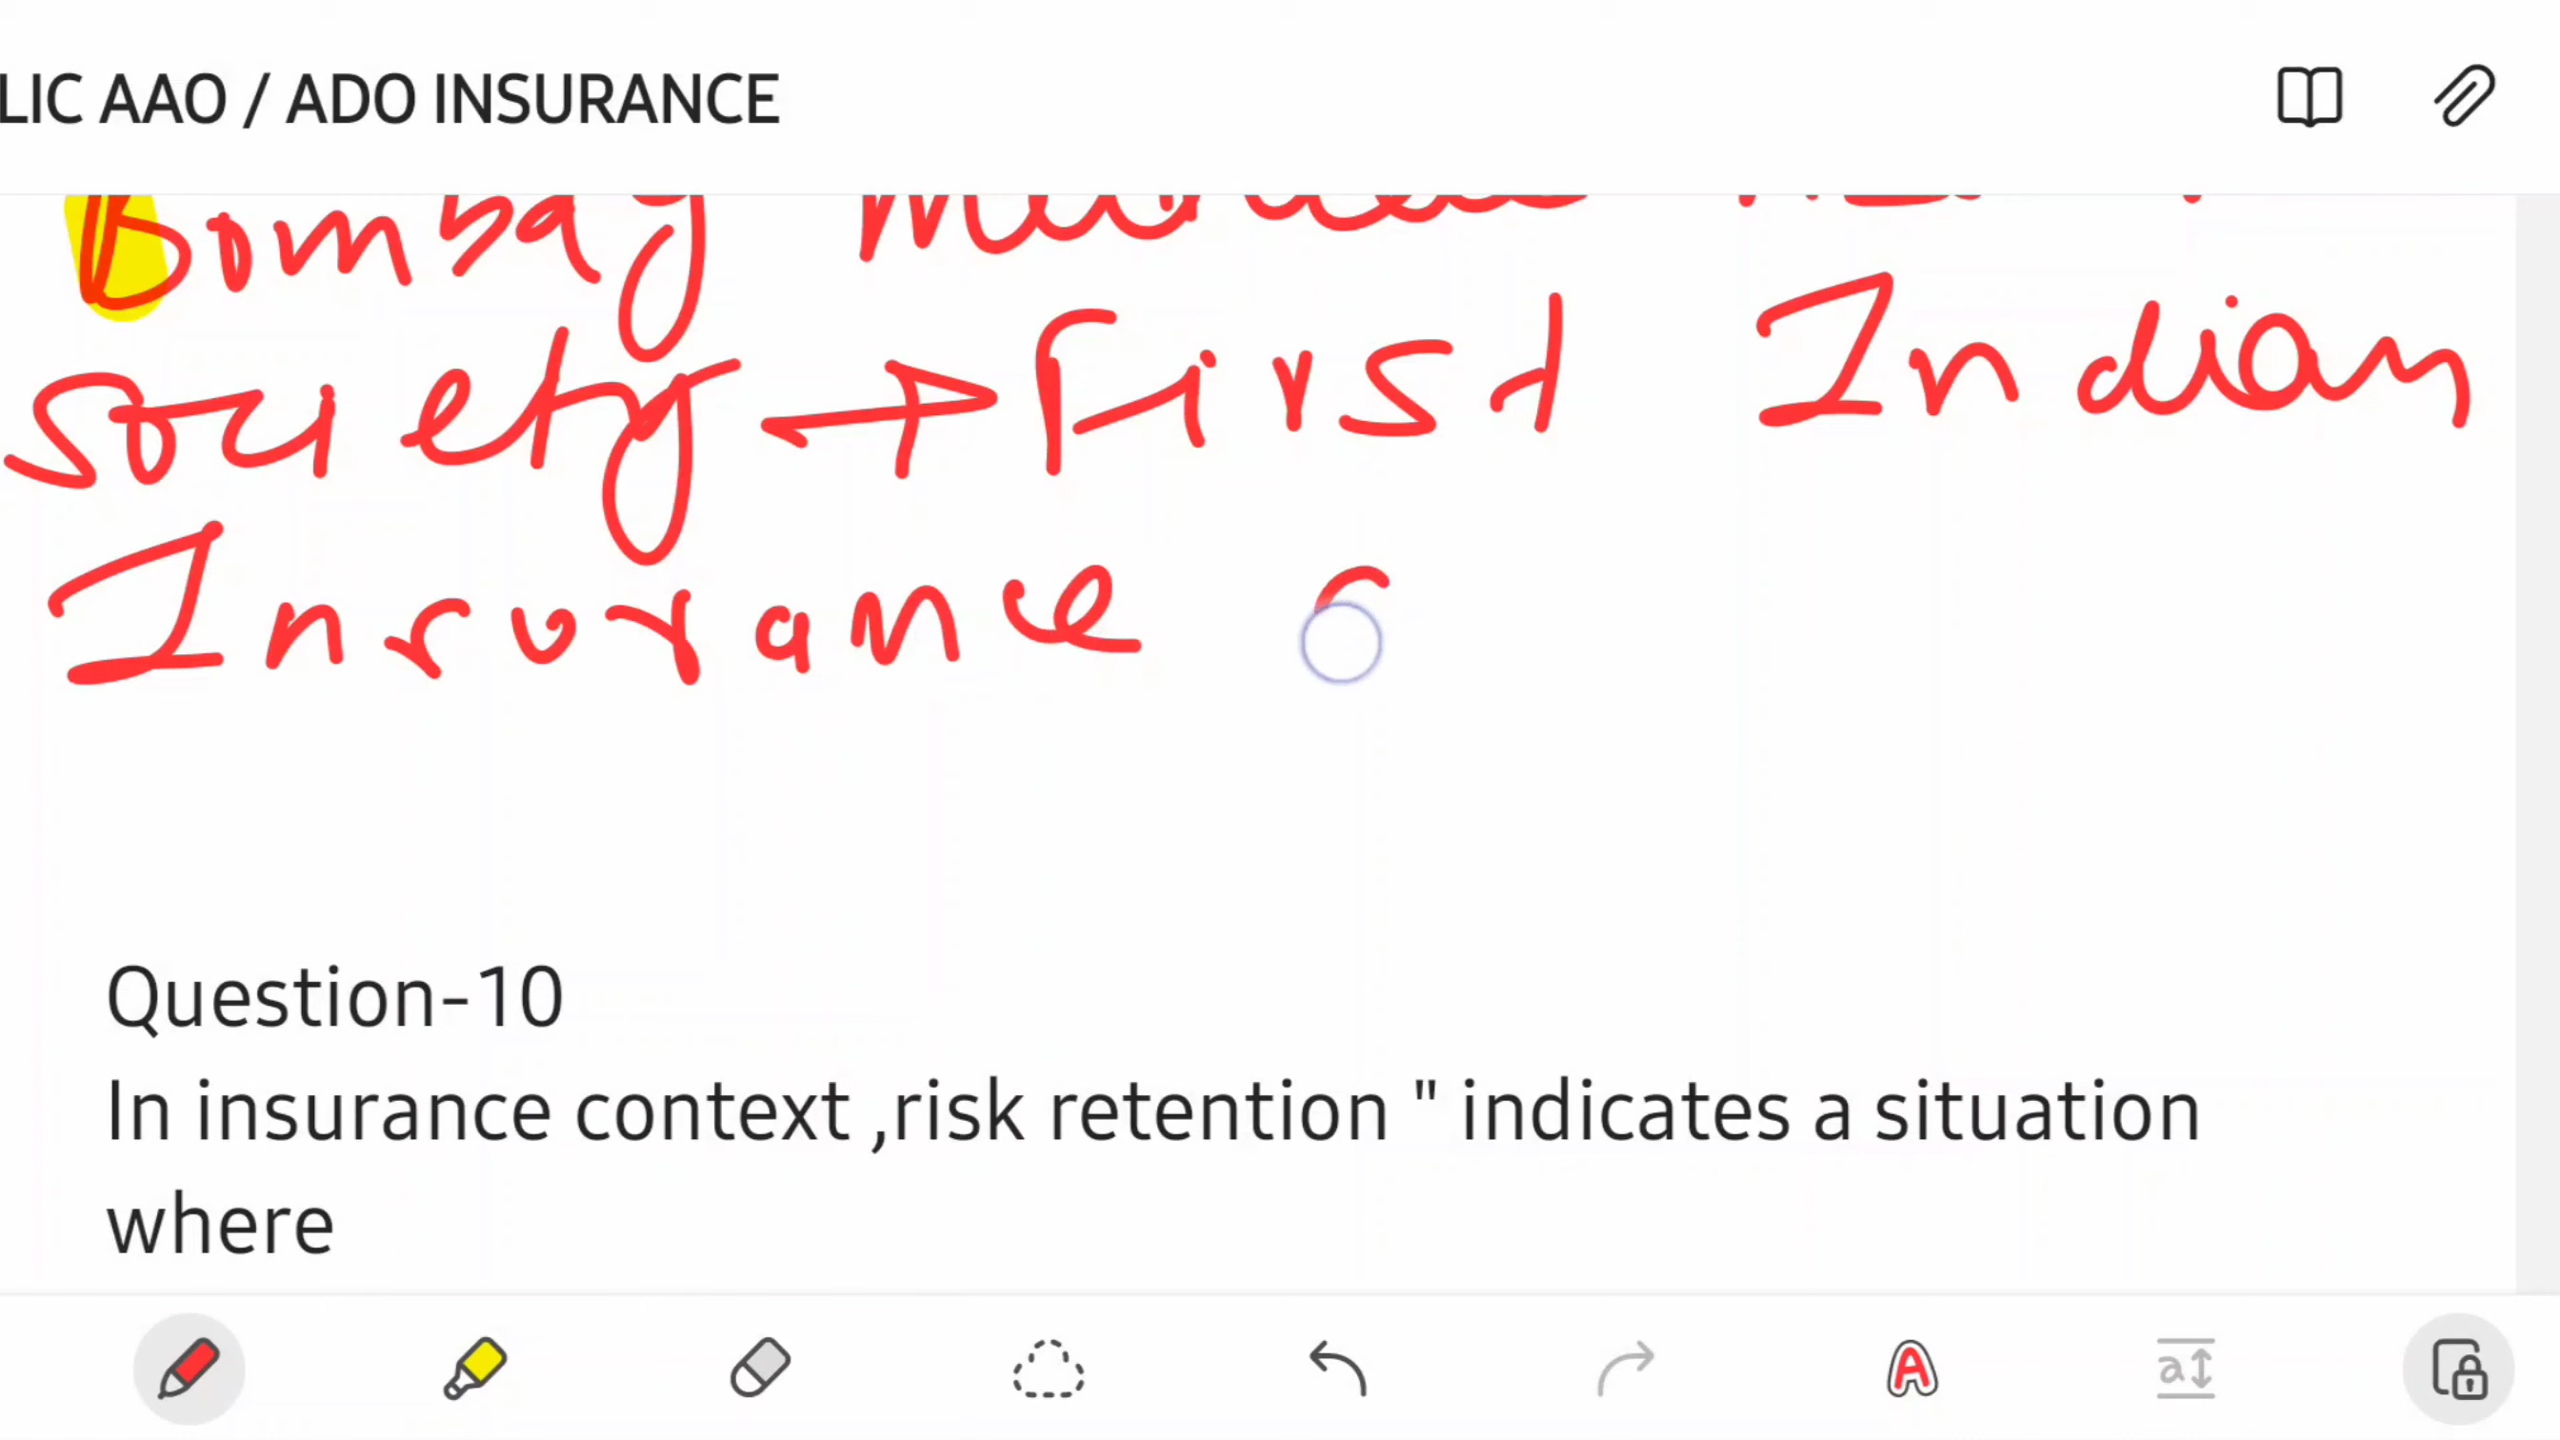 LIC AAO / ADO INSURANCE
Bombay
society → First Indian
Insurance
Question-10
In insurance context ,risk retention " indicates a situation
where